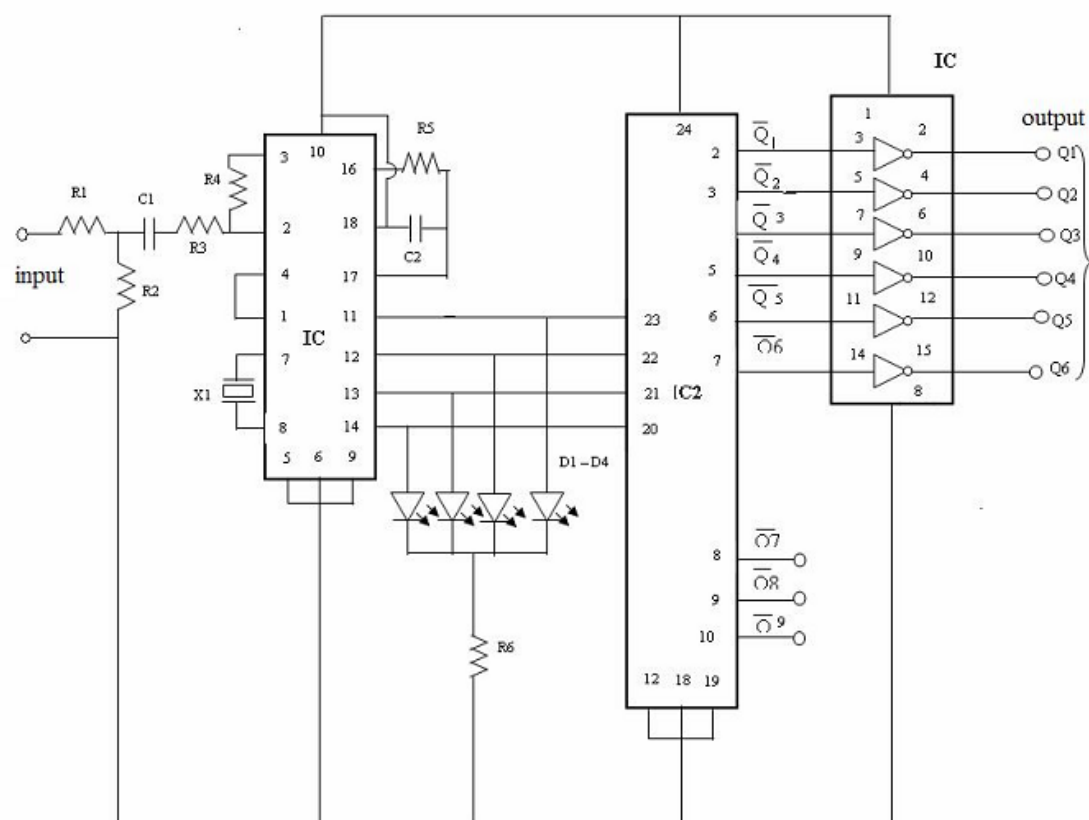 IC
1
24
10
3
16
R5
R4
R1
C1
R3
2
18
C2
input
R2
4
17
1
IC
11
7
12
X1
13
8
14
5 6 9
D1-D4
R6
23
22
21
20
IC2
2
3
5
6
7
8
9
10
12 18 19
Q̅1
Q̅2
Q̅3
Q̅4
Q̅5
Q̅6
Q̅7
Q̅8
Q̅9
3 2
5 4
7 6
9 10
11 12
14 15
8
output
Q1
Q2
Q3
Q4
Q5
Q6